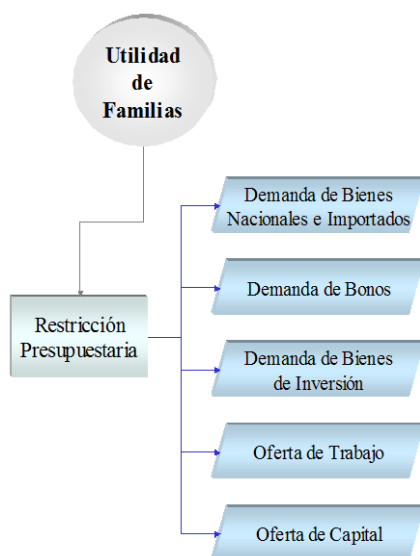 Utilidad
de
Familias
Demanda de Bienes
Nacionales e Importados
Demanda de Bonos
Restricción
Presupuestaria
Demanda de Bienes
de Inversión
Oferta de Trabajo
Oferta de Capital